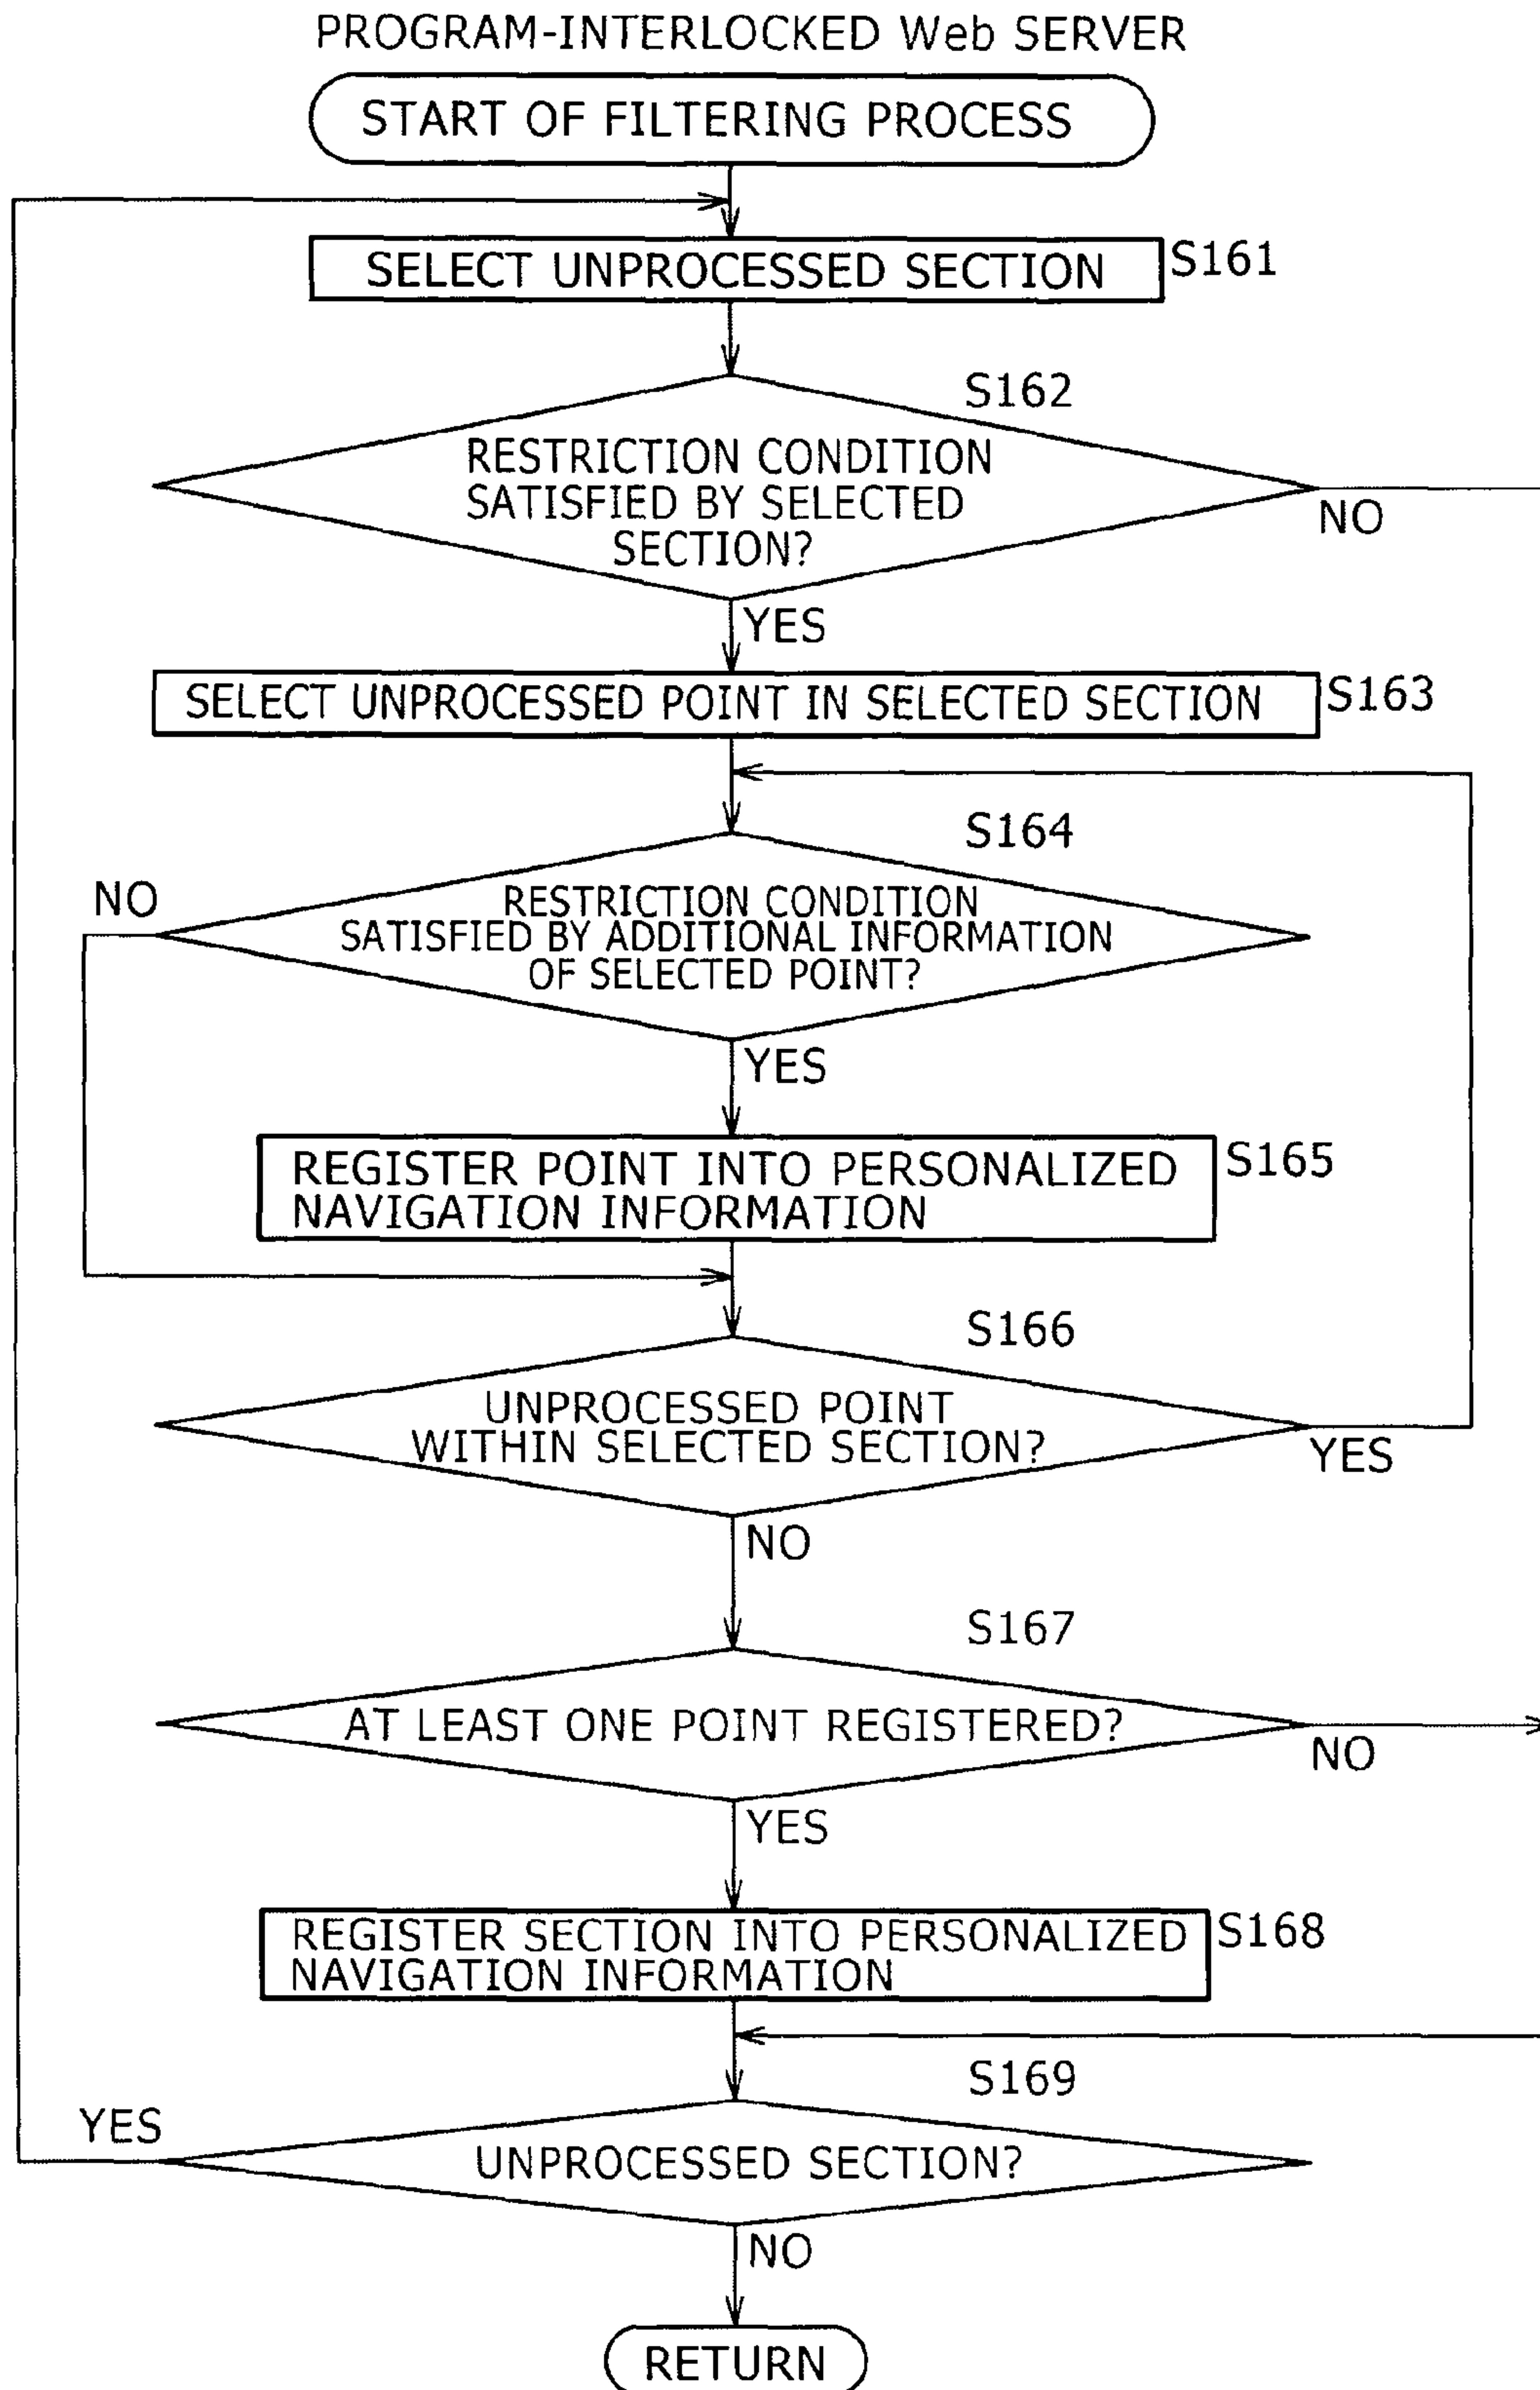 PROGRAM-INTERLOCKED Web SERVER
START OF FILTERING PROCESS
SELECT UNPROCESSED SECTION
S161
S162
RESTRICTION CONDITION
SATISFIED BY SELECTED
SECTION?
NO
YES
SELECT UNPROCESSED POINT IN SELECTED SECTION
S163
S164
NO
RESTRICTION CONDITION
SATISFIED BY ADDITIONAL INFORMATION
OF SELECTED POINT?
YES
REGISTER POINT INTO PERSONALIZED
NAVIGATION INFORMATION
S165
S166
UNPROCESSED POINT
WITHIN SELECTED SECTION?
YES
NO
S167
AT LEAST ONE POINT REGISTERED?
NO
YES
REGISTER SECTION INTO PERSONALIZED
NAVIGATION INFORMATION
S168
S169
YES
UNPROCESSED SECTION?
NO
RETURN